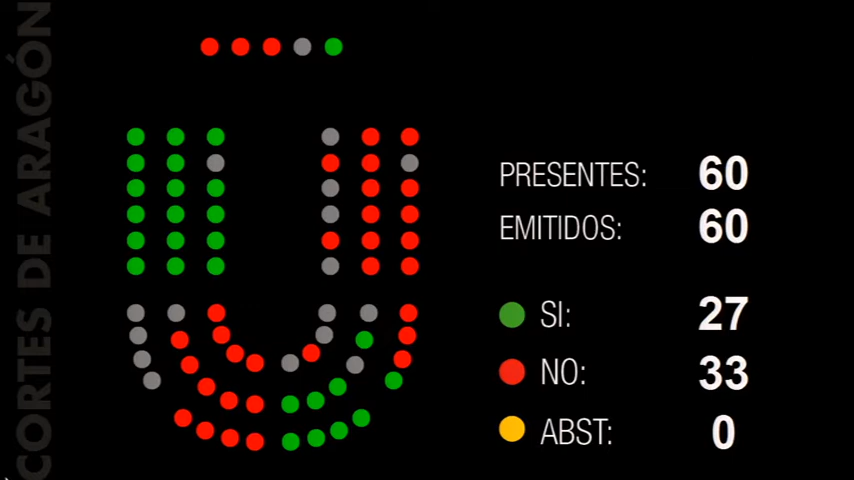 CORTES DE ARAGÓN
PRESENTES: 60
EMITIDOS: 60
SI: 27
NO: 33
ABST: 0